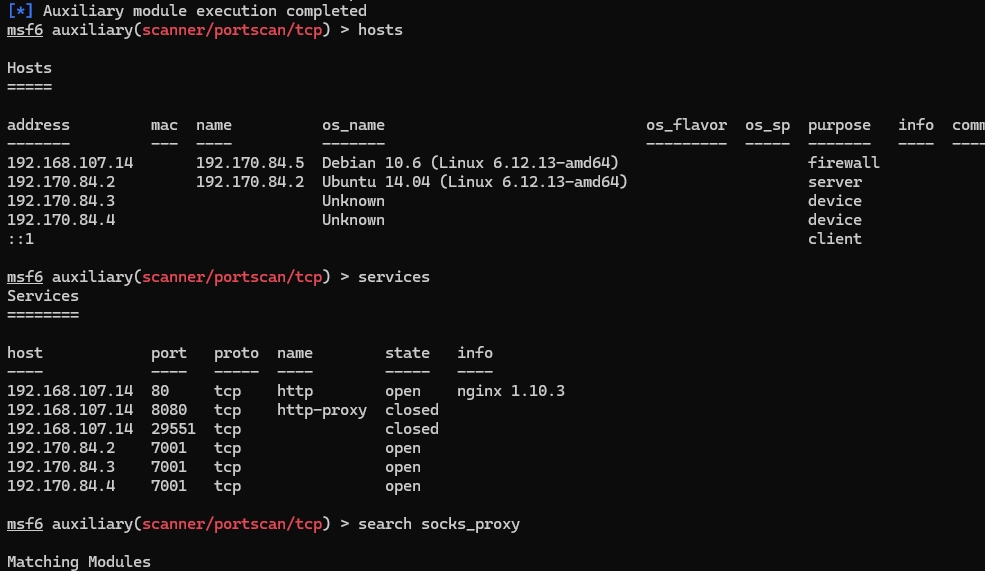 [*] Auxiliary module execution completed
msf6 auxiliary(scanner/portscan/tcp) > hosts
Hosts
=====
address         mac  name          os_name                             os_flavor  os_sp  purpose   info  comm
-------         ---  ----          -------                             ---------  -----  -------   ----  ----
192.168.107.14       192.170.84.5  Debian 10.6 (Linux 6.12.13-amd64)                     firewall
192.170.84.2         192.170.84.2  Ubuntu 14.04 (Linux 6.12.13-amd64)                    server
192.170.84.3                       Unknown                                               device
192.170.84.4                       Unknown                                               device
::1                                                                                      client
msf6 auxiliary(scanner/portscan/tcp) > services
Services
========
host            port   proto  name        state   info
----            ----   -----  ----        -----   ----
192.168.107.14  80     tcp    http        open    nginx 1.10.3
192.168.107.14  8080   tcp    http-proxy  closed
192.168.107.14  29551  tcp                closed
192.170.84.2    7001   tcp                open
192.170.84.3    7001   tcp                open
192.170.84.4    7001   tcp                open
msf6 auxiliary(scanner/portscan/tcp) > search socks_proxy
Matching Modules